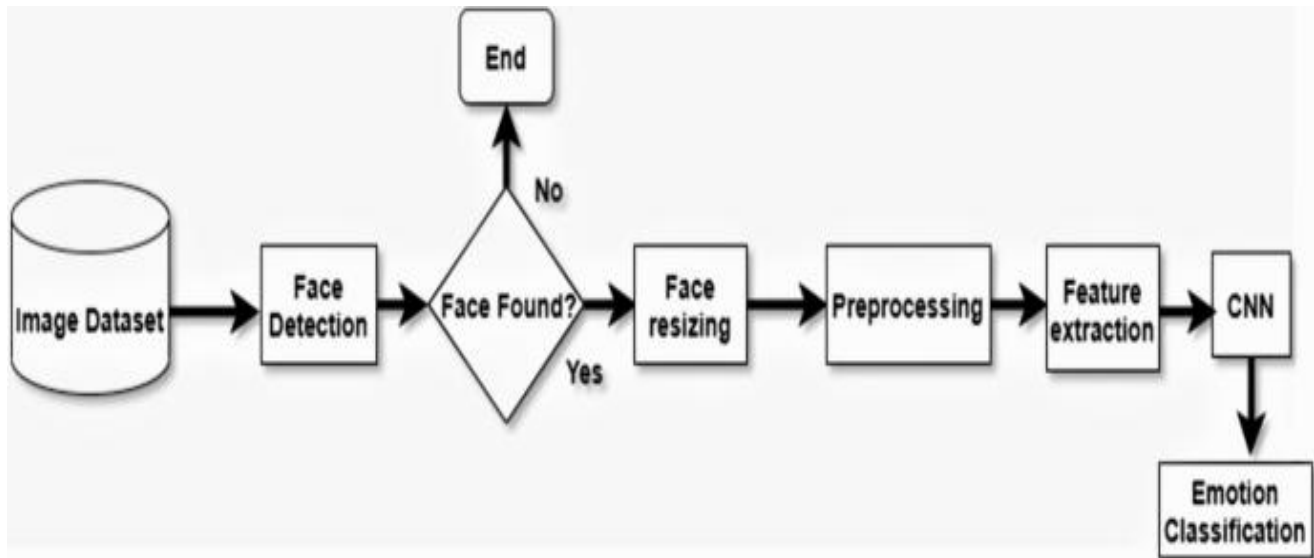 End
No
Image Dataset
Face
Detection
Face Found?
Yes
Face
resizing
Preprocessing
Feature
extraction
CNN
Emotion
Classification